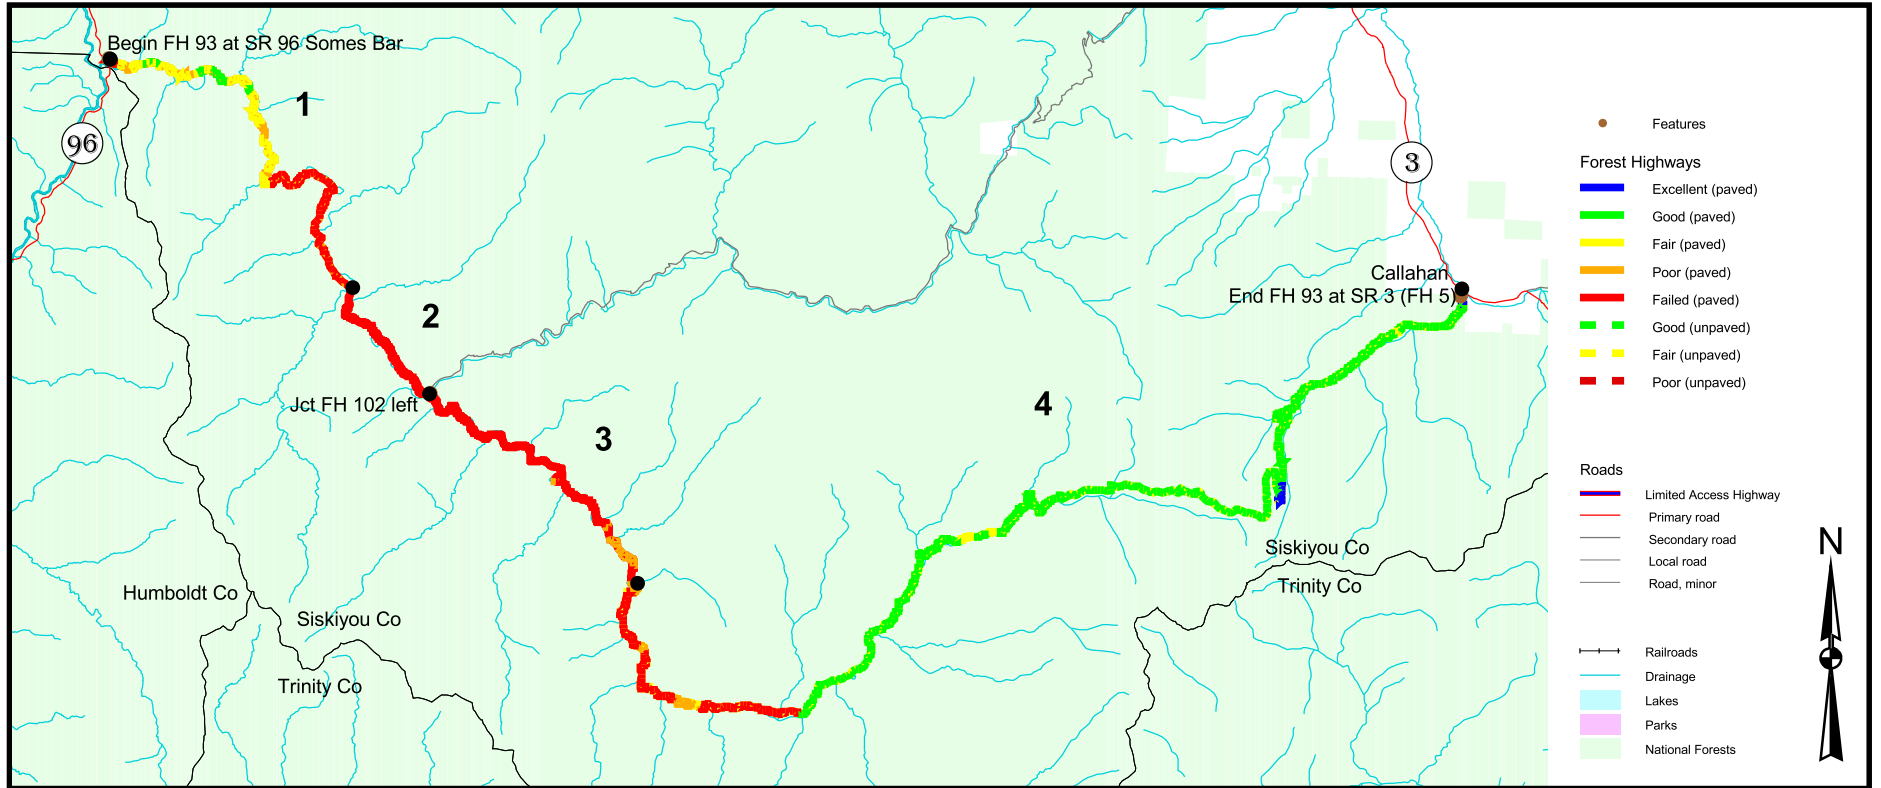 Begin FH 93 at SR 96 Somes Bar
1
96
2
Jct FH 102 left
3
4
3
Callahan
End FH 93 at SR 3 (FH 5)
Humboldt Co
Siskiyou Co
Trinity Co
Siskiyou Co
Trinity Co
Features
Forest Highways
Excellent (paved)
Good (paved)
Fair (paved)
Poor (paved)
Failed (paved)
Good (unpaved)
Fair (unpaved)
Poor (unpaved)
Roads
Limited Access Highway
Primary road
Secondary road
Local road
Road, minor
Railroads
Drainage
Lakes
Parks
National Forests
N